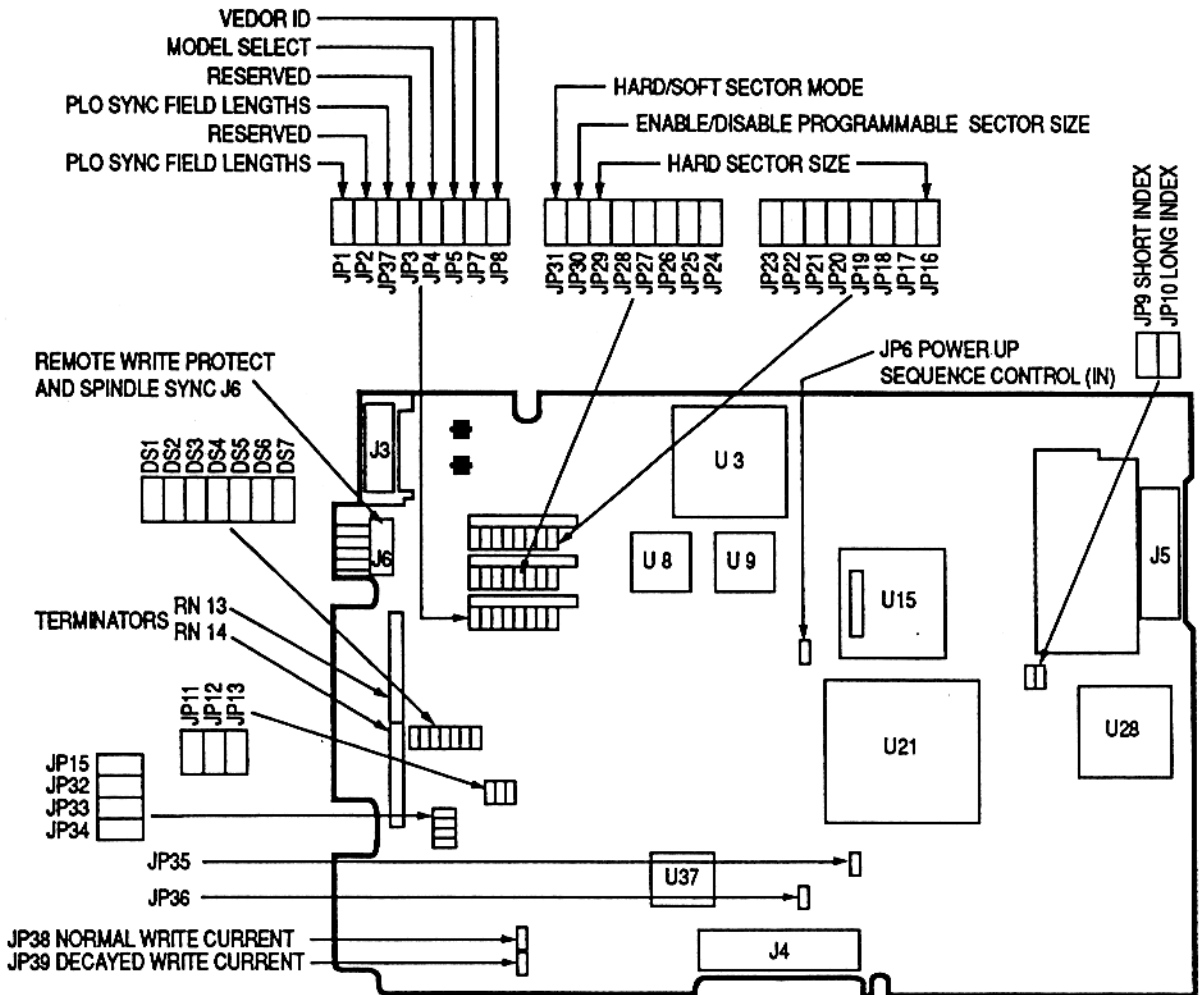 VEDOR ID
MODEL SELECT
RESERVED
PLO SYNC FIELD LENGTHS
RESERVED
PLO SYNC FIELD LENGTHS
HARD/SOFT SECTOR MODE
ENABLE/DISABLE PROGRAMMABLE SECTOR SIZE
HARD SECTOR SIZE
JP1
JP2
JP37
JP3
JP4
JP5
JP7
JP8
JP31
JP30
JP29
JP28
JP27
JP26
JP25
JP24
JP23
JP22
JP21
JP20
JP19
JP18
JP17
JP16
JP9 SHORT INDEX
JP10 LONG INDEX
REMOTE WRITE PROTECT
AND SPINDLE SYNC J6
JP6 POWER UP
SEQUENCE CONTROL (IN)
DS1
DS2
DS3
DS4
DS5
DS6
DS7
J3
J6
U 3
U 8
U 9
U15
J5
TERMINATORS
RN 13
RN 14
JP11
JP12
JP13
U21
U28
JP15
JP32
JP33
JP34
JP35
U37
JP36
JP38 NORMAL WRITE CURRENT
JP39 DECAYED WRITE CURRENT
J4